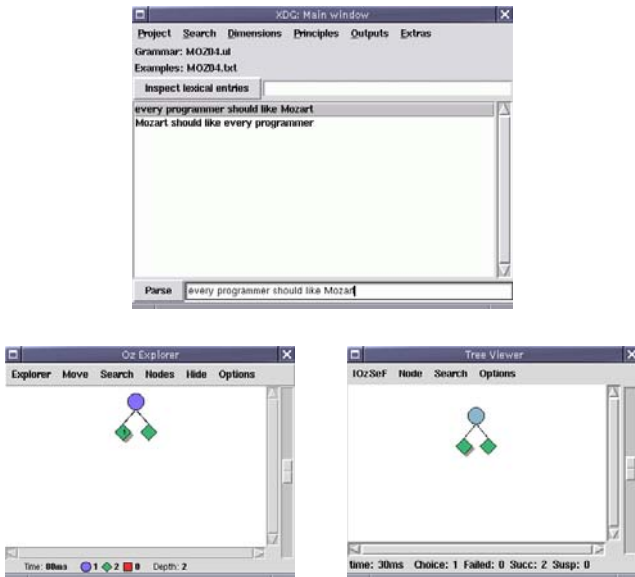 XDG: Main window
Project Search Dimensions Principles Outputs Extras
Grammar: MOZ04.ul
Examples: MOZ04.txt
Inspect lexical entries
every programmer should like Mozart
Mozart should like every programmer
Parse every programmer should like Mozart
Oz Explorer
Explorer Move Search Nodes Hide Options
Time: 80ms 1 2 0 Depth: 2
Tree Viewer
IOzSeF Node Search Options
time: 30ms Choice: 1 Failed: 0 Succ: 2 Susp: 0